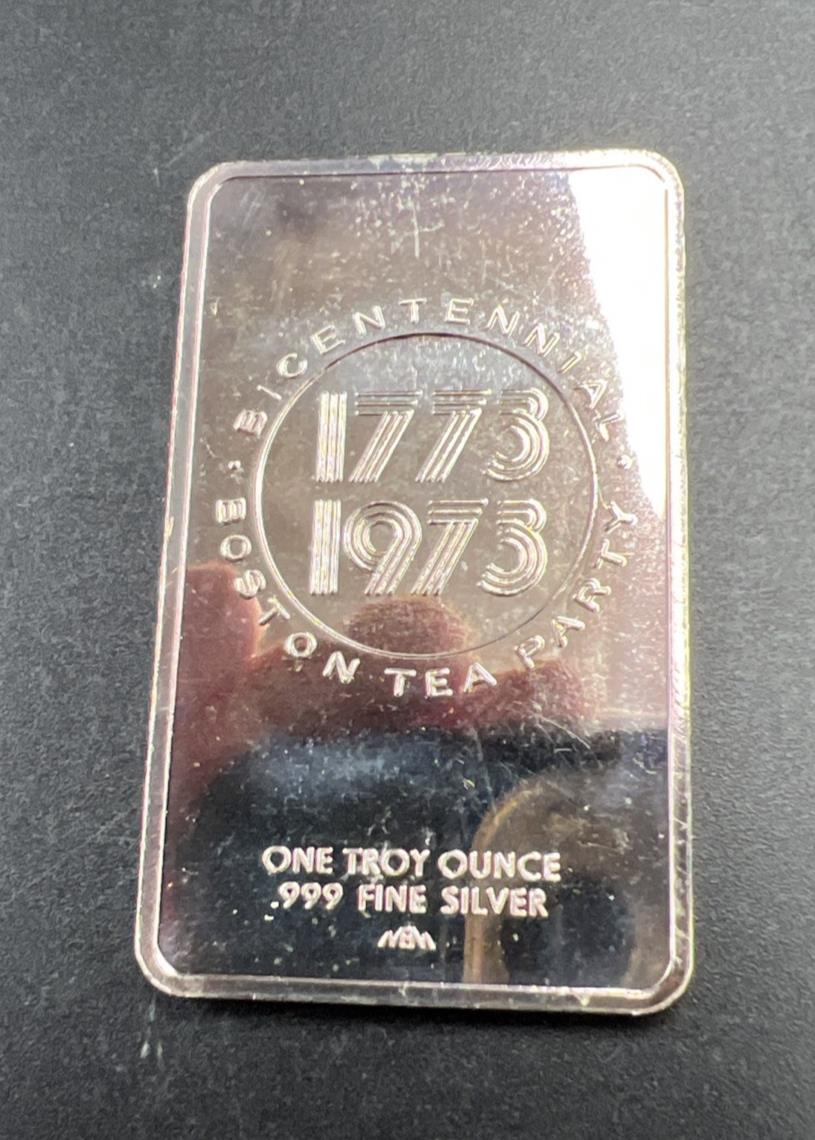 BICENTENNIAL
1773
1973
BOSTON TEA PARTY
ONE TROY OUNCE
.999 FINE SILVER